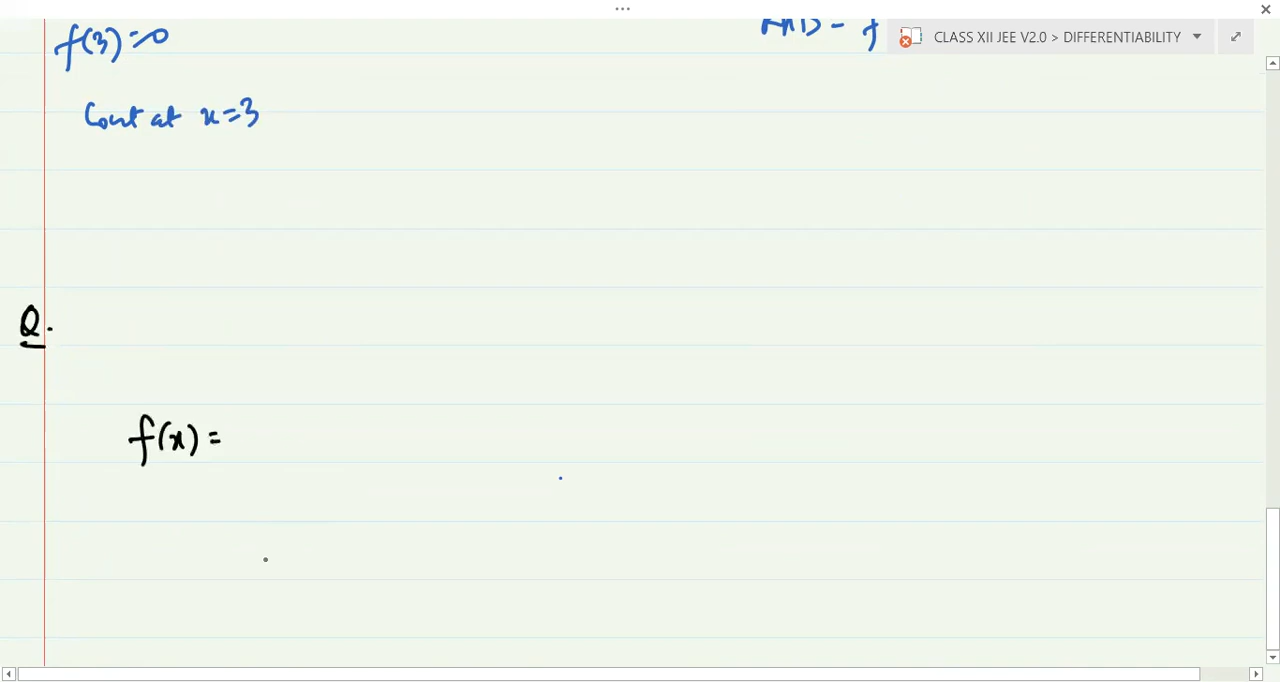 f(3)=0
CLASS XII JEE V2.0 > DIFFERENTIABILITY
Cont at x=3
Q.
f(x) =